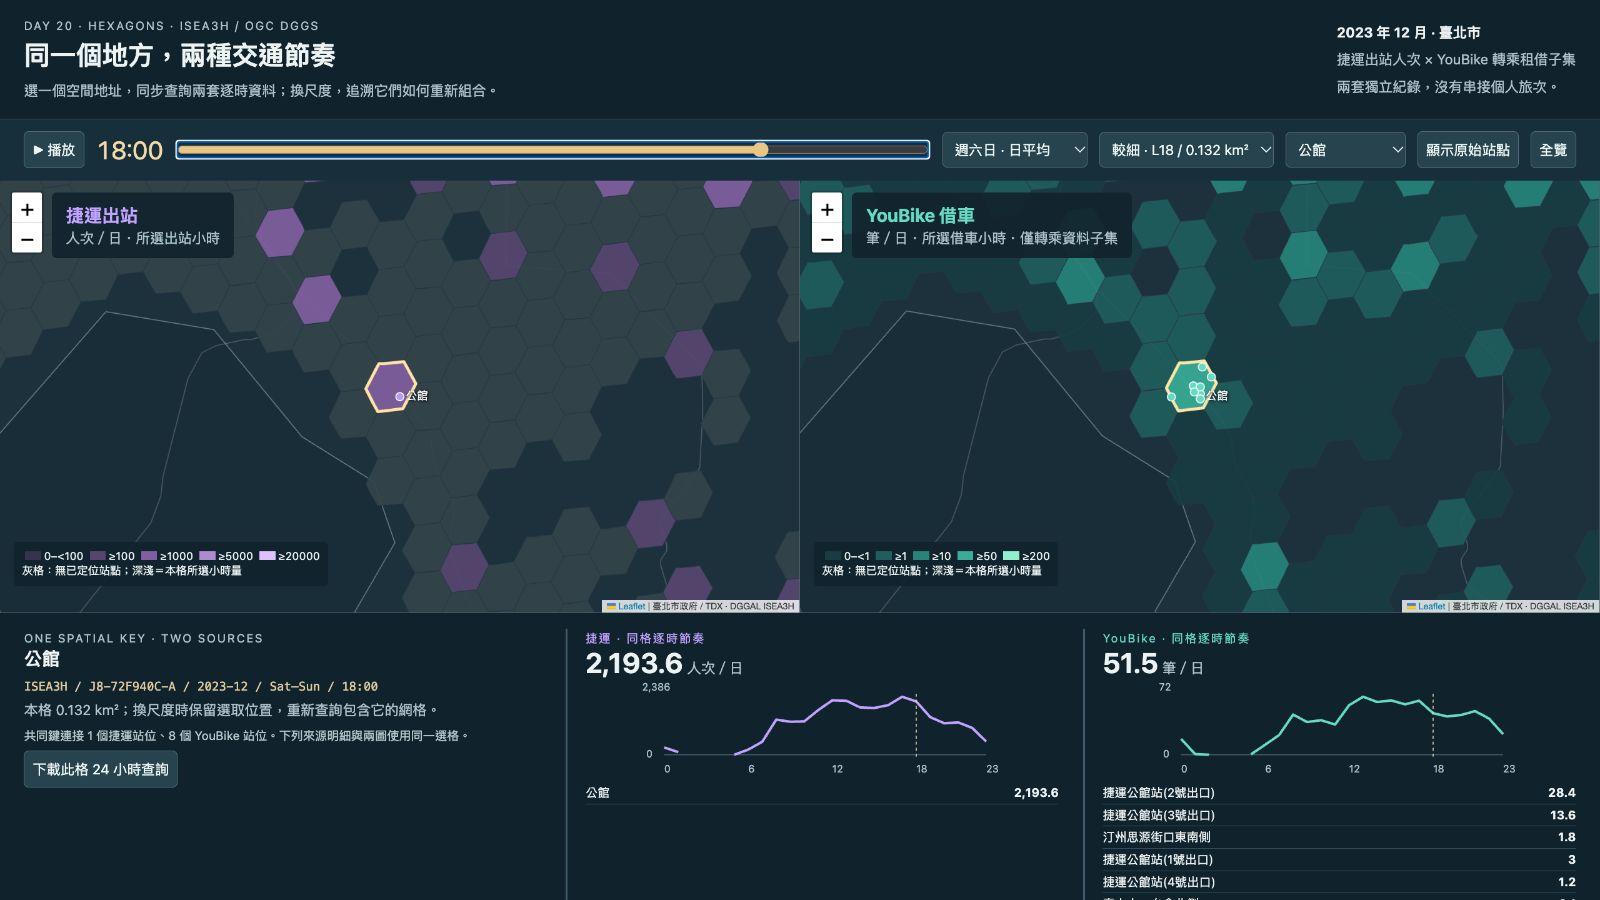 DAY 20 · HEXAGONS · ISEA3H / OGC DGGS
同一個地方，兩種交通節奏
選一個空間地址，同步查詢兩套逐時資料；換尺度，追溯它們如何重新組合。
2023 年 12 月 · 臺北市
捷運出站人次 × YouBike 轉乘租借子集
兩套獨立紀錄，沒有串接個人旅次。
▶ 播放
18:00
週六日 · 日平均
較細 · L18 / 0.132 km²
公館
顯示原始站點
全覽
+
−
捷運出站
人次 / 日 · 所選出站小時
公館
0–<100 ≥100 ≥1000 ≥5000 ≥20000
灰格：無已定位站點；深淺＝本格所選小時量
Leaflet | 臺北市政府 / TDX · DGGAL ISEA3H
+
−
YouBike 借車
筆 / 日 · 所選借車小時 · 僅轉乘資料子集
公館
0–<1 ≥1 ≥10 ≥50 ≥200
灰格：無已定位站點；深淺＝本格所選小時量
Leaflet | 臺北市政府 / TDX · DGGAL ISEA3H
ONE SPATIAL KEY · TWO SOURCES
公館
ISEA3H / J8-72F940C-A / 2023-12 / Sat–Sun / 18:00
本格 0.132 km²；換尺度時保留選取位置，重新查詢包含它的網格。
共同鍵連接 1 個捷運站位、8 個 YouBike 站位。下列來源明細與兩圖使用同一選格。
下載此格 24 小時查詢
捷運 · 同格逐時節奏
2,193.6 人次 / 日
2,386
0
0 6 12 18 23
公館 2,193.6
YouBike · 同格逐時節奏
51.5 筆 / 日
72
0
0 6 12 18 23
捷運公館站(2號出口) 28.4
捷運公館站(3號出口) 13.6
汀州思源街口東南側 1.8
捷運公館站(1號出口) 3
捷運公館站(4號出口) 1.2